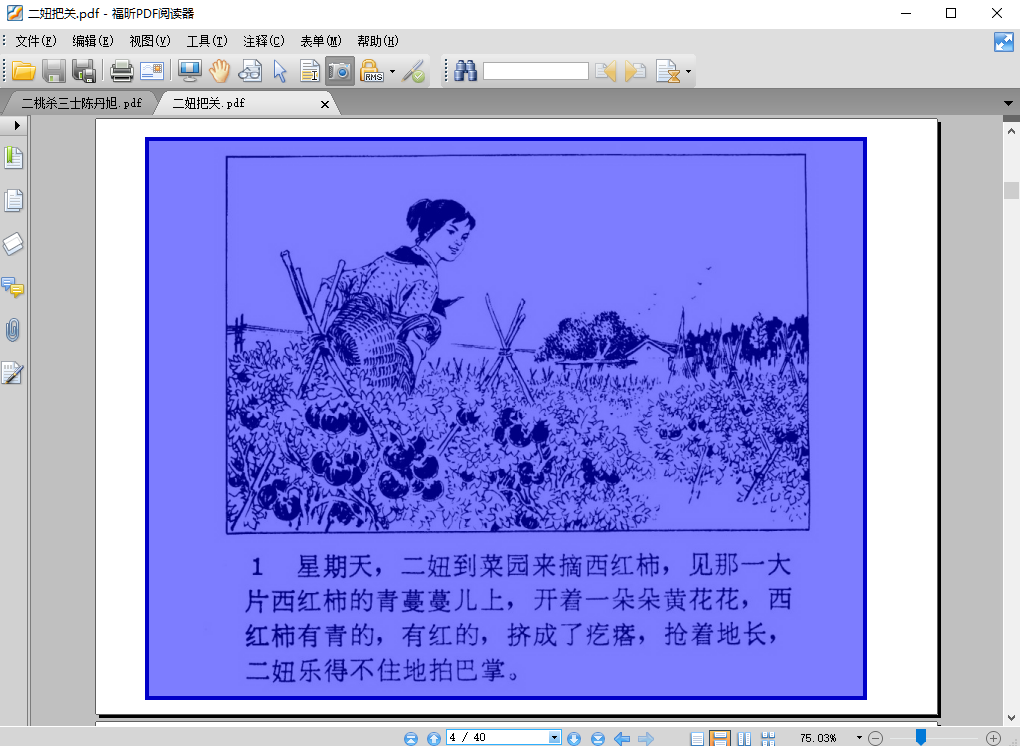 二妞把关.pdf - 福昕PDF阅读器
文件(F) 编辑(E) 视图(V) 工具(T) 注释(C) 表单(M) 帮助(H)
RMS
二桃杀三士陈丹旭.pdf 二妞把关.pdf
1 星期天，二妞到菜园来摘西红柿，见那一大
片西红柿的青蔓蔓儿上，开着一朵朵黄花花，西
红柿有青的，有红的，挤成了疙瘩，抢着地长，
二妞乐得不住地拍巴掌。
4 / 40 75.03%